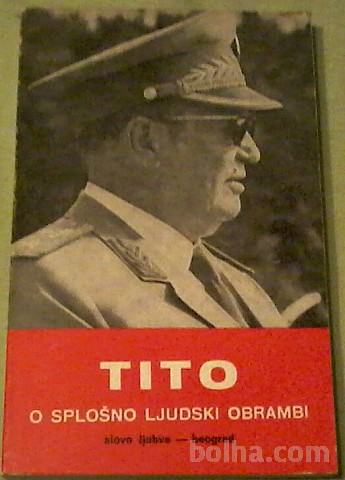 TITO
O SPLOŠNO LJUDSKI OBRAMBI
slovo ljubve — beograd
bolha.com